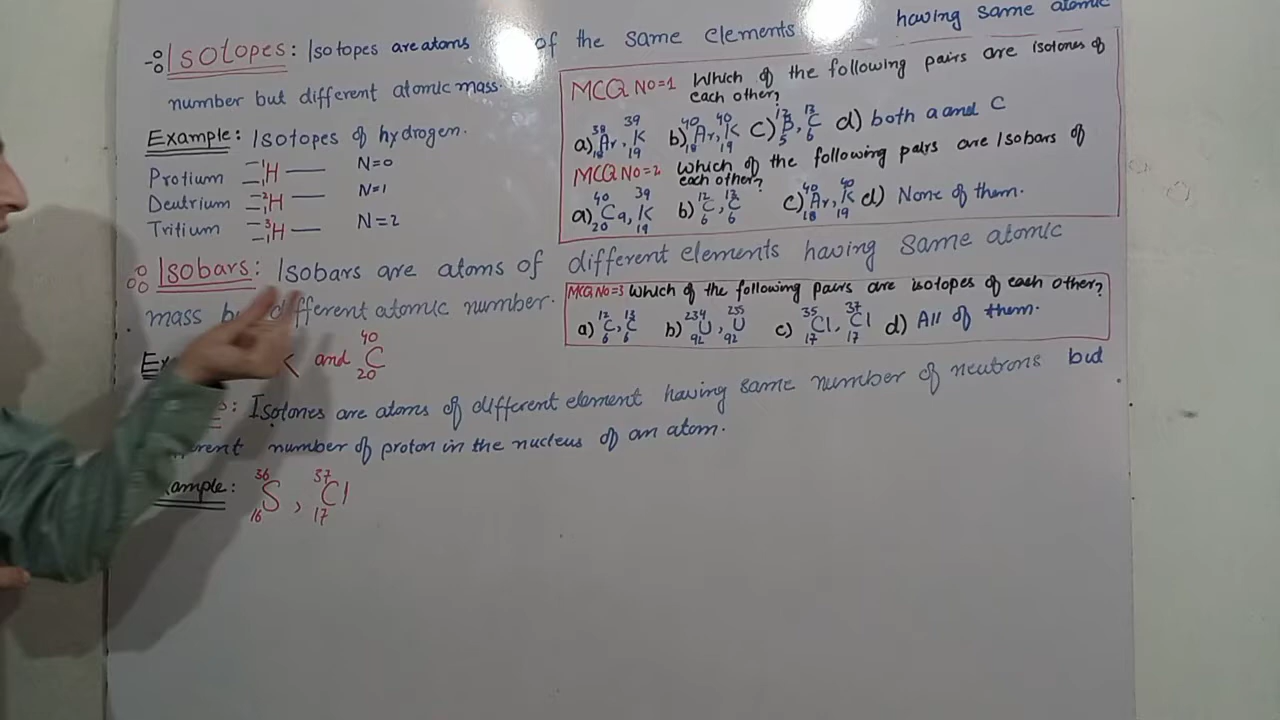 Isotopes: Isotopes are atoms of the same elements having same atomic
number but different atomic mass.
Example: Isotopes of hydrogen.
Protium ¹₁H N=0
Deutrium ²₁H N=1
Tritium ³₁H N=2
MCQ No=1 Which of the following pairs are isotones of
each other?
a) ³⁸₁₈Ar, ³⁹₁₉K b) ⁴⁰₁₈Ar, ⁴⁰₁₉K c) ¹²₅B, ¹³₆C d) both a and C
MCQ No=2 which of the following pairs are Isobars of
each other?
a) ⁴⁰₂₀Ca, ³⁹₁₉K b) ¹²₆C, ¹³₆C c) ⁴⁰₁₈Ar, ⁴⁰₁₉K d) None of them.
Isobars: Isobars are atoms of different elements having same atomic
mass different atomic number.
MCQ No=3 which of the following pairs are isotopes of each other?
a) ¹²₆C, ¹³₆C b) ²³⁴₉₂U, ²³⁵₉₂U c) ³⁵₁₇Cl, ³⁷₁₇Cl d) All of them.
and ⁴⁰₂₀C
: Isotones are atoms of different element having same number of neutrons but
number of proton in the nucleus of an atom.
: ³⁶₁₆S, ³⁷₁₇Cl